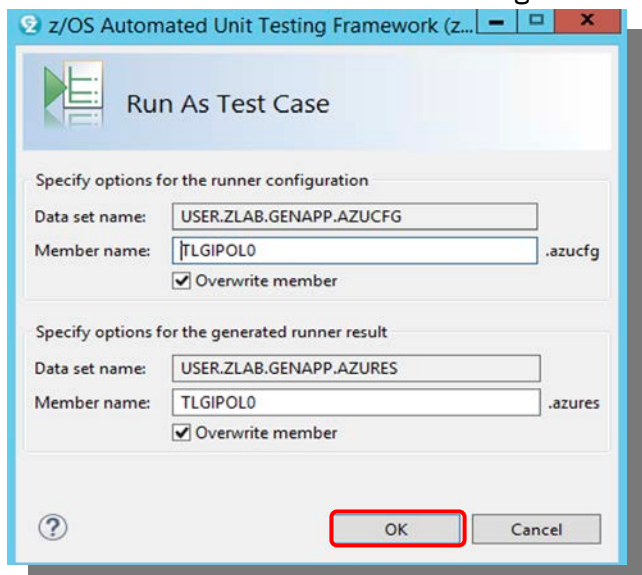 z/OS Automated Unit Testing Framework (z...
Run As Test Case
Specify options for the runner configuration
Data set name: USER.ZLAB.GENAPP.AZUCFG
Member name: TLGIPOL0 .azucfg
Overwrite member
Specify options for the generated runner result
Data set name: USER.ZLAB.GENAPP.AZURES
Member name: TLGIPOL0 .azures
Overwrite member
? OK Cancel